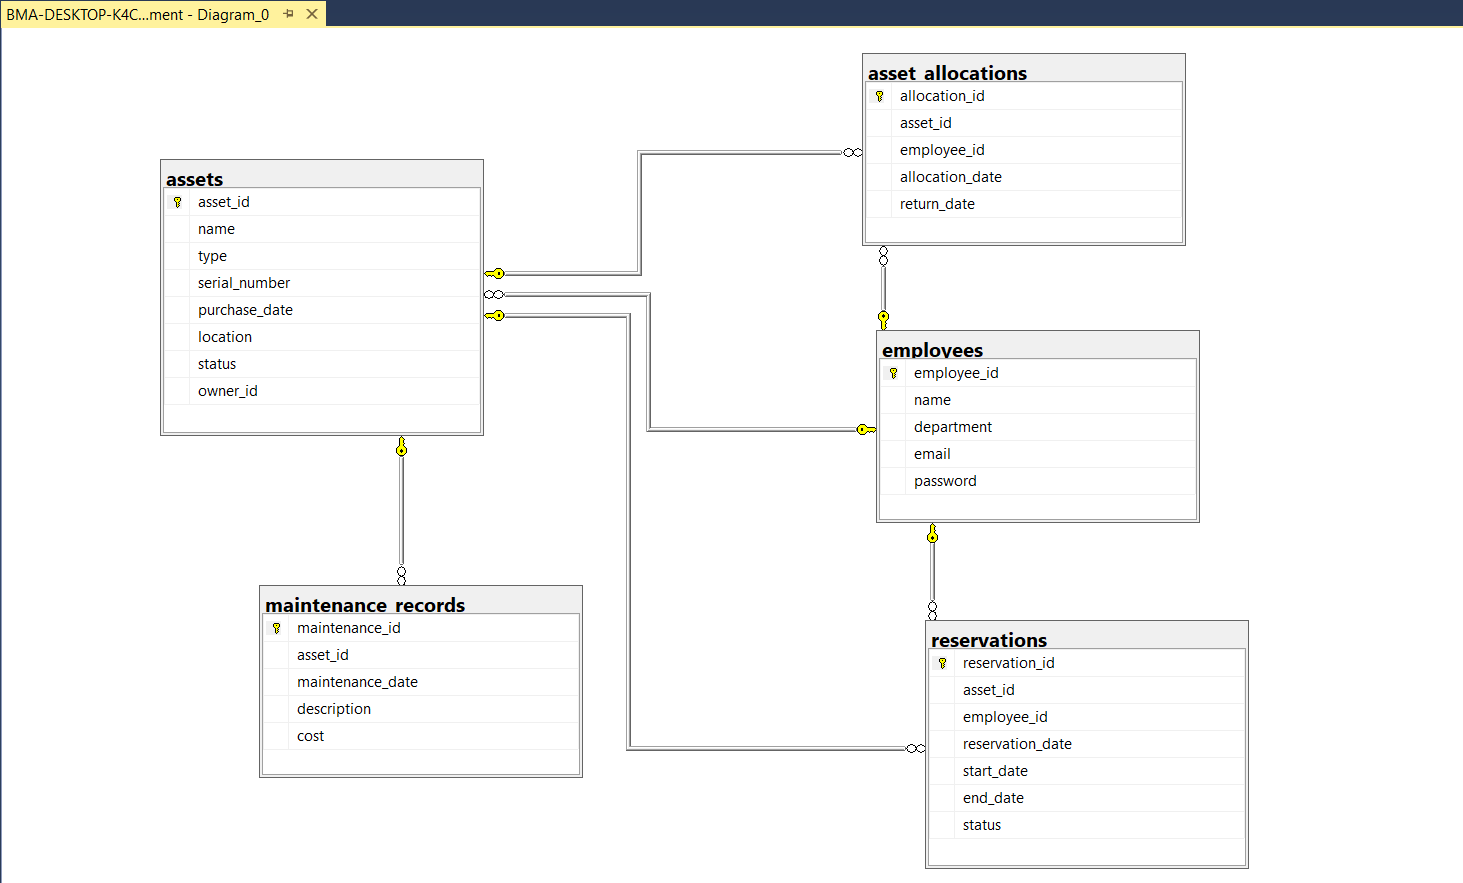 BMA-DESKTOP-K4C...ment - Diagram_0
asset_allocations
allocation_id
asset_id
employee_id
allocation_date
return_date
assets
asset_id
name
type
serial_number
purchase_date
location
status
owner_id
employees
employee_id
name
department
email
password
maintenance_records
maintenance_id
asset_id
maintenance_date
description
cost
reservations
reservation_id
asset_id
employee_id
reservation_date
start_date
end_date
status